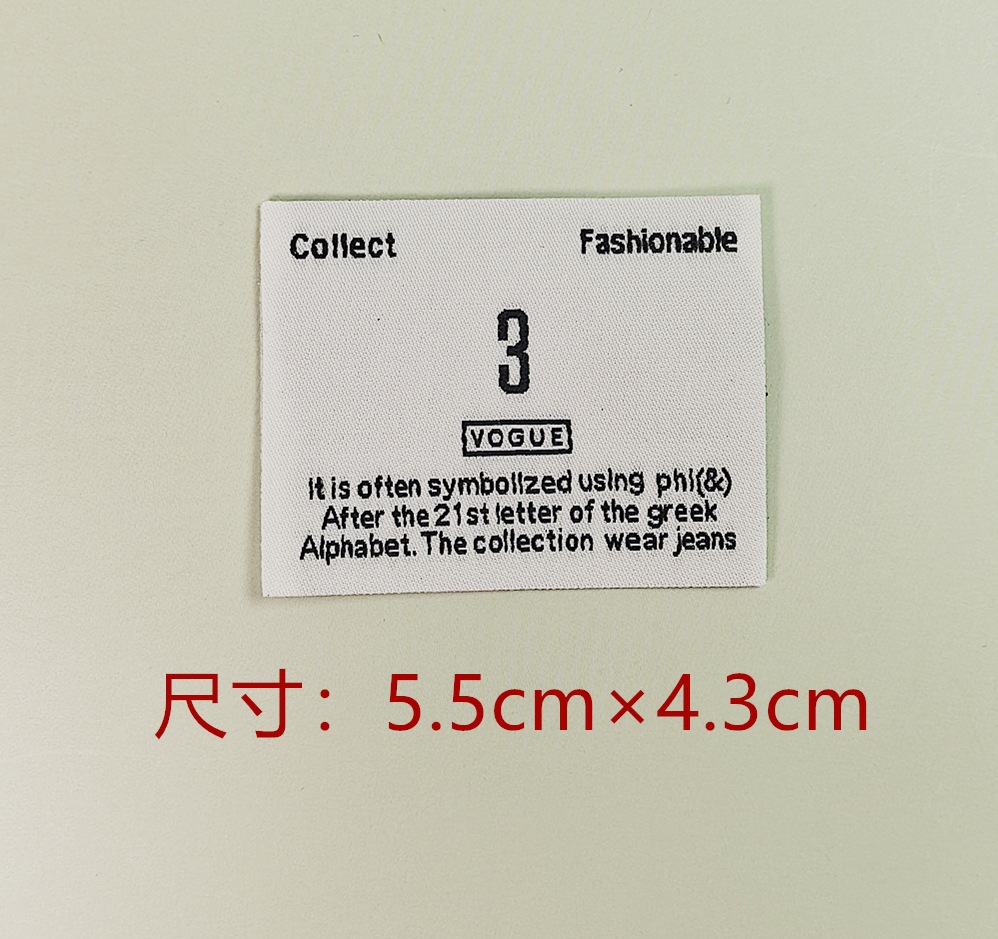 Collect Fashionable
3
VOGUE
It is often symbolized using phi(&)
After the 21st letter of the greek
Alphabet. The collection wear jeans
尺寸：5.5cm×4.3cm